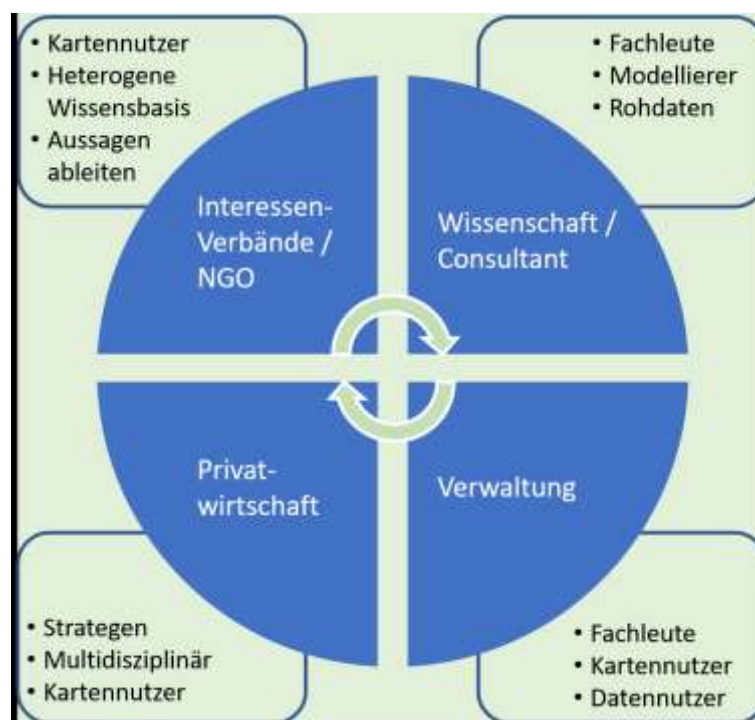 • Kartennutzer
• Heterogene
Wissensbasis
• Aussagen
ableiten
• Fachleute
• Modellierer
• Rohdaten
Interessen-
Verbände /
NGO
Wissenschaft /
Consultant
Privat-
wirtschaft
Verwaltung
• Strategen
• Multidisziplinär
• Kartennutzer
• Fachleute
• Kartennutzer
• Datennutzer